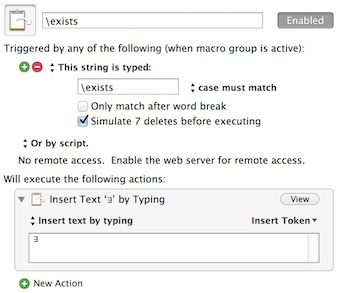 \exists
Enabled
Triggered by any of the following (when macro group is active):
This string is typed:
\exists
case must match
Only match after word break
Simulate 7 deletes before executing
Or by script.
No remote access. Enable the web server for remote access.
Will execute the following actions:
Insert Text '∃' by Typing
View
Insert text by typing
Insert Token
∃
New Action